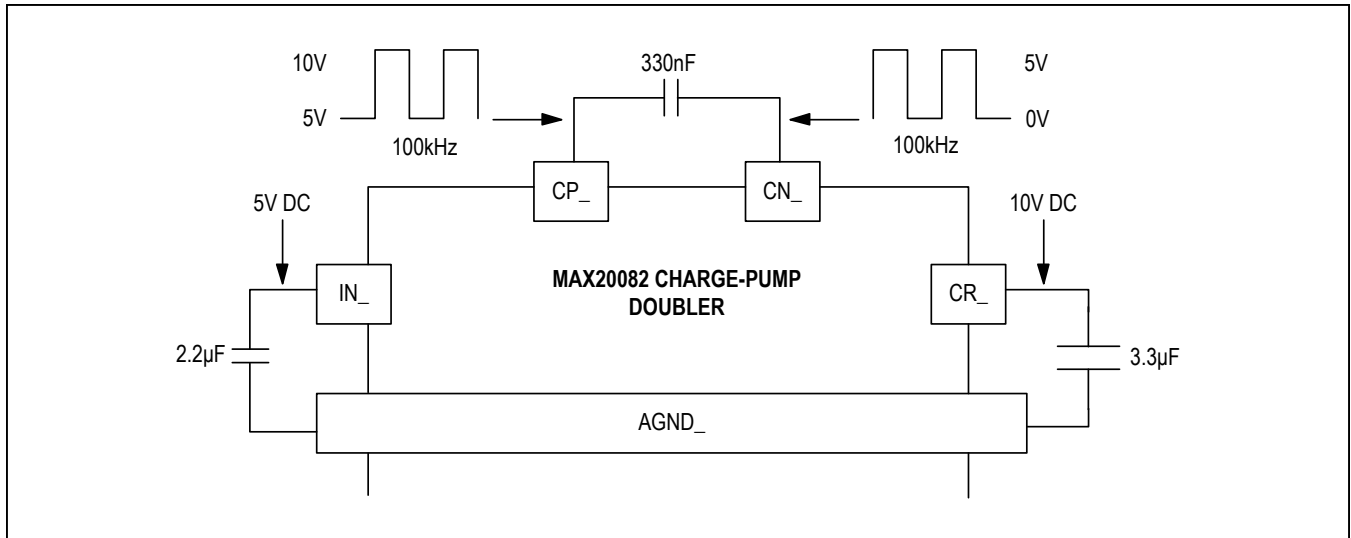 10V
5V
100kHz
330nF
5V
0V
100kHz
CP_
CN_
5V DC
10V DC
IN_
MAX20082 CHARGE-PUMP
DOUBLER
CR_
2.2µF
3.3µF
AGND_